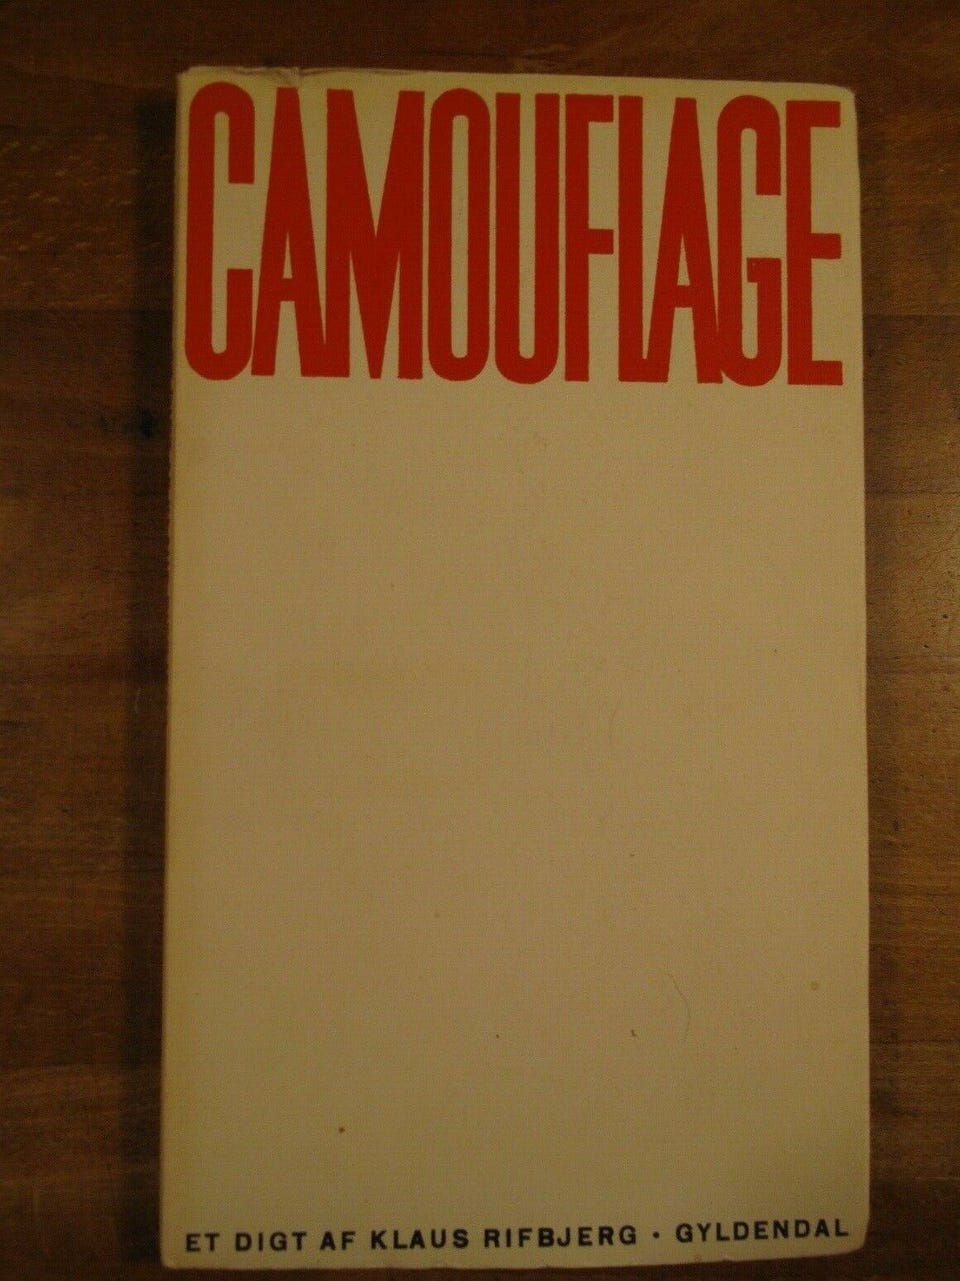 CAMOUFLAGE
ET DIGT AF KLAUS RIFBJERG · GYLDENDAL